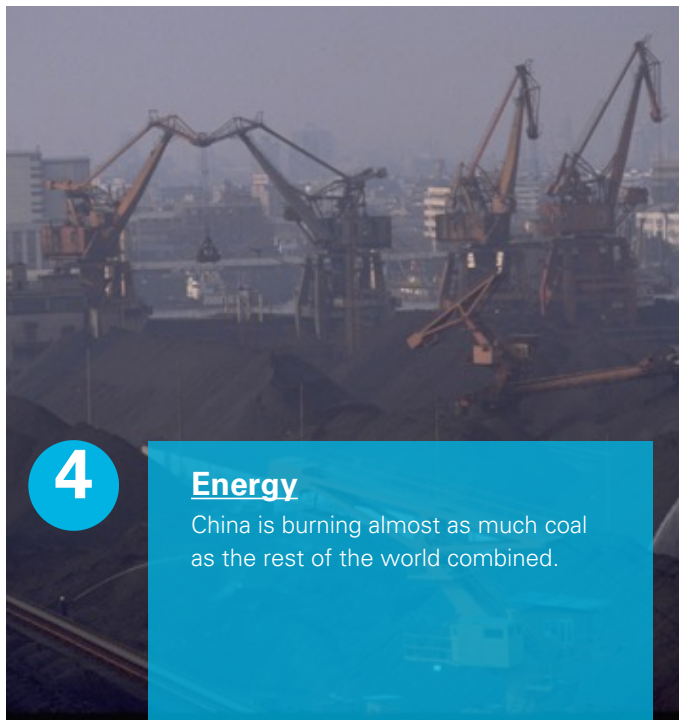 4
Energy
China is burning almost as much coal
as the rest of the world combined.